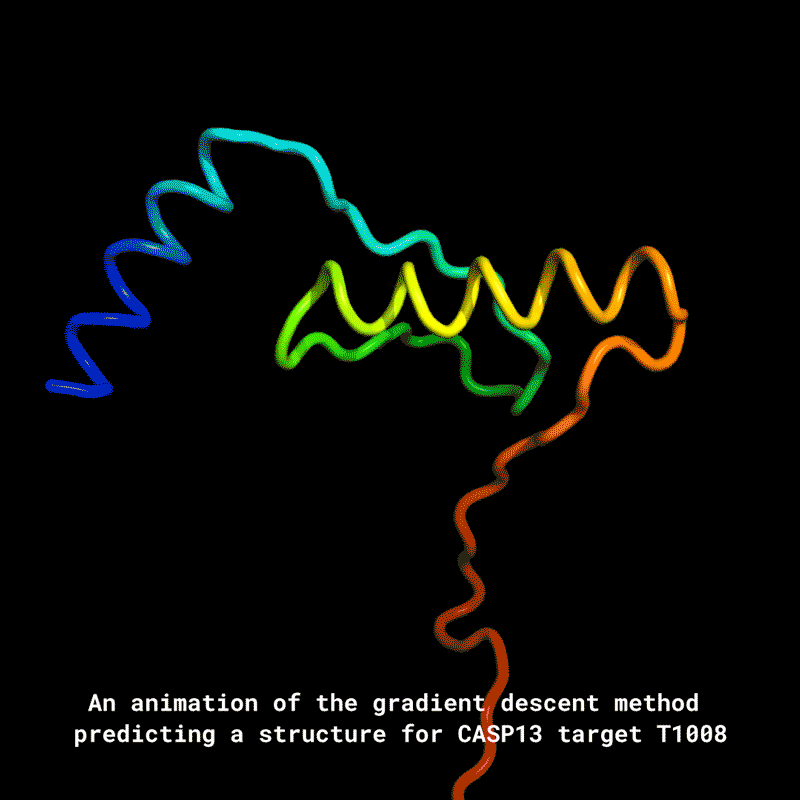 An animation of the gradient descent method
predicting a structure for CASP13 target T1008